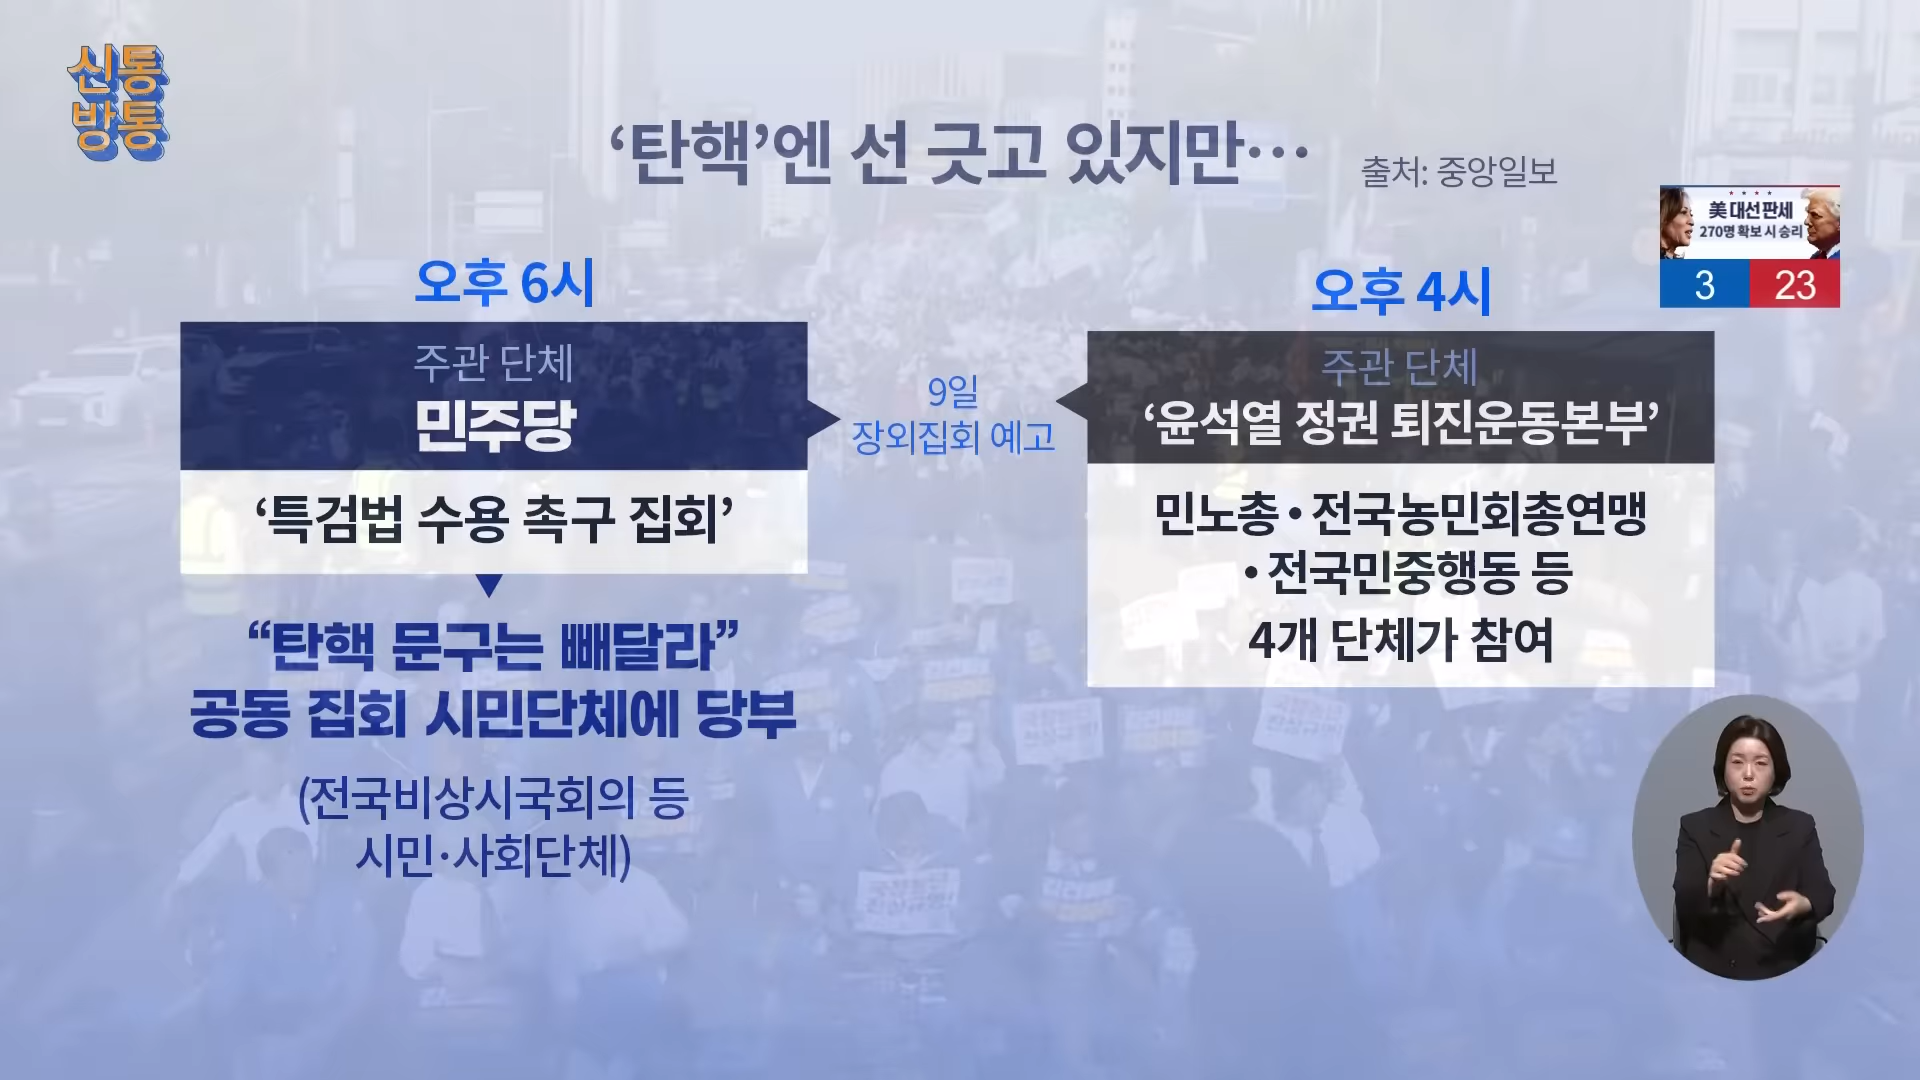 신통
방통
‘탄핵’엔 선 긋고 있지만…
출처: 중앙일보
美 대선 판세
270명 확보 시 승리
3 23
오후 6시
주관 단체
민주당
‘특검법 수용 촉구 집회’
“탄핵 문구는 빼달라”
공동 집회 시민단체에 당부
(전국비상시국회의 등
시민·사회단체)
9일
장외집회 예고
오후 4시
주관 단체
‘윤석열 정권 퇴진운동본부’
민노총•전국농민회총연맹
•전국민중행동 등
4개 단체가 참여